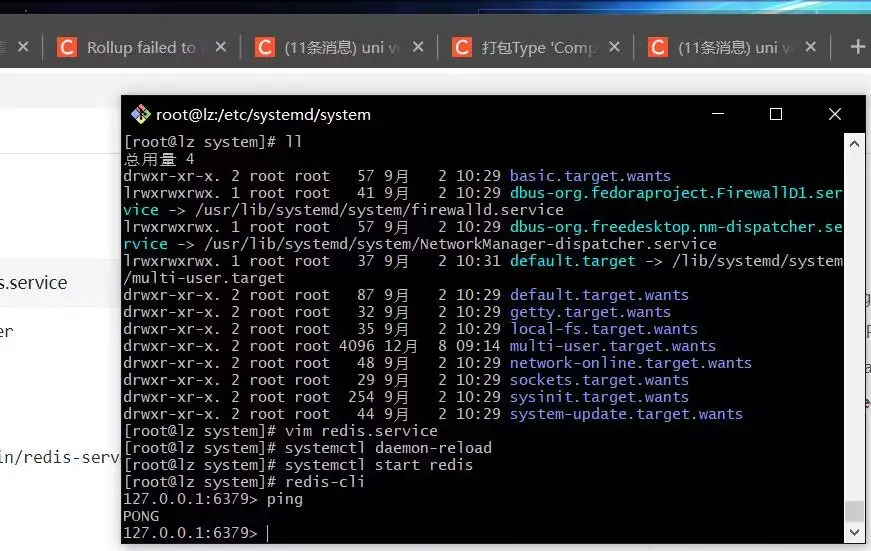 Rollup failed to
(11条消息) uni v
打包Type 'Comp
(11条消息) uni v
root@lz:/etc/systemd/system
[root@lz system]# ll
总用量 4
drwxr-xr-x. 2 root root   57 9月   2 10:29 basic.target.wants
lrwxrwxrwx. 1 root root   41 9月   2 10:29 dbus-org.fedoraproject.FirewallD1.ser
vice -> /usr/lib/systemd/system/firewalld.service
lrwxrwxrwx. 1 root root   57 9月   2 10:29 dbus-org.freedesktop.nm-dispatcher.se
rvice -> /usr/lib/systemd/system/NetworkManager-dispatcher.service
lrwxrwxrwx. 1 root root   37 9月   2 10:31 default.target -> /lib/systemd/system
/multi-user.target
drwxr-xr-x. 2 root root   87 9月   2 10:29 default.target.wants
drwxr-xr-x. 2 root root   32 9月   2 10:29 getty.target.wants
drwxr-xr-x. 2 root root   35 9月   2 10:29 local-fs.target.wants
drwxr-xr-x. 2 root root 4096 12月  8 09:14 multi-user.target.wants
drwxr-xr-x. 2 root root   48 9月   2 10:29 network-online.target.wants
drwxr-xr-x. 2 root root   29 9月   2 10:29 sockets.target.wants
drwxr-xr-x. 2 root root  254 9月   2 10:29 sysinit.target.wants
drwxr-xr-x. 2 root root   44 9月   2 10:29 system-update.target.wants
[root@lz system]# vim redis.service
[root@lz system]# systemctl daemon-reload
[root@lz system]# systemctl start redis
[root@lz system]# redis-cli
127.0.0.1:6379> ping
PONG
127.0.0.1:6379>
s.service
er
in/redis-serv